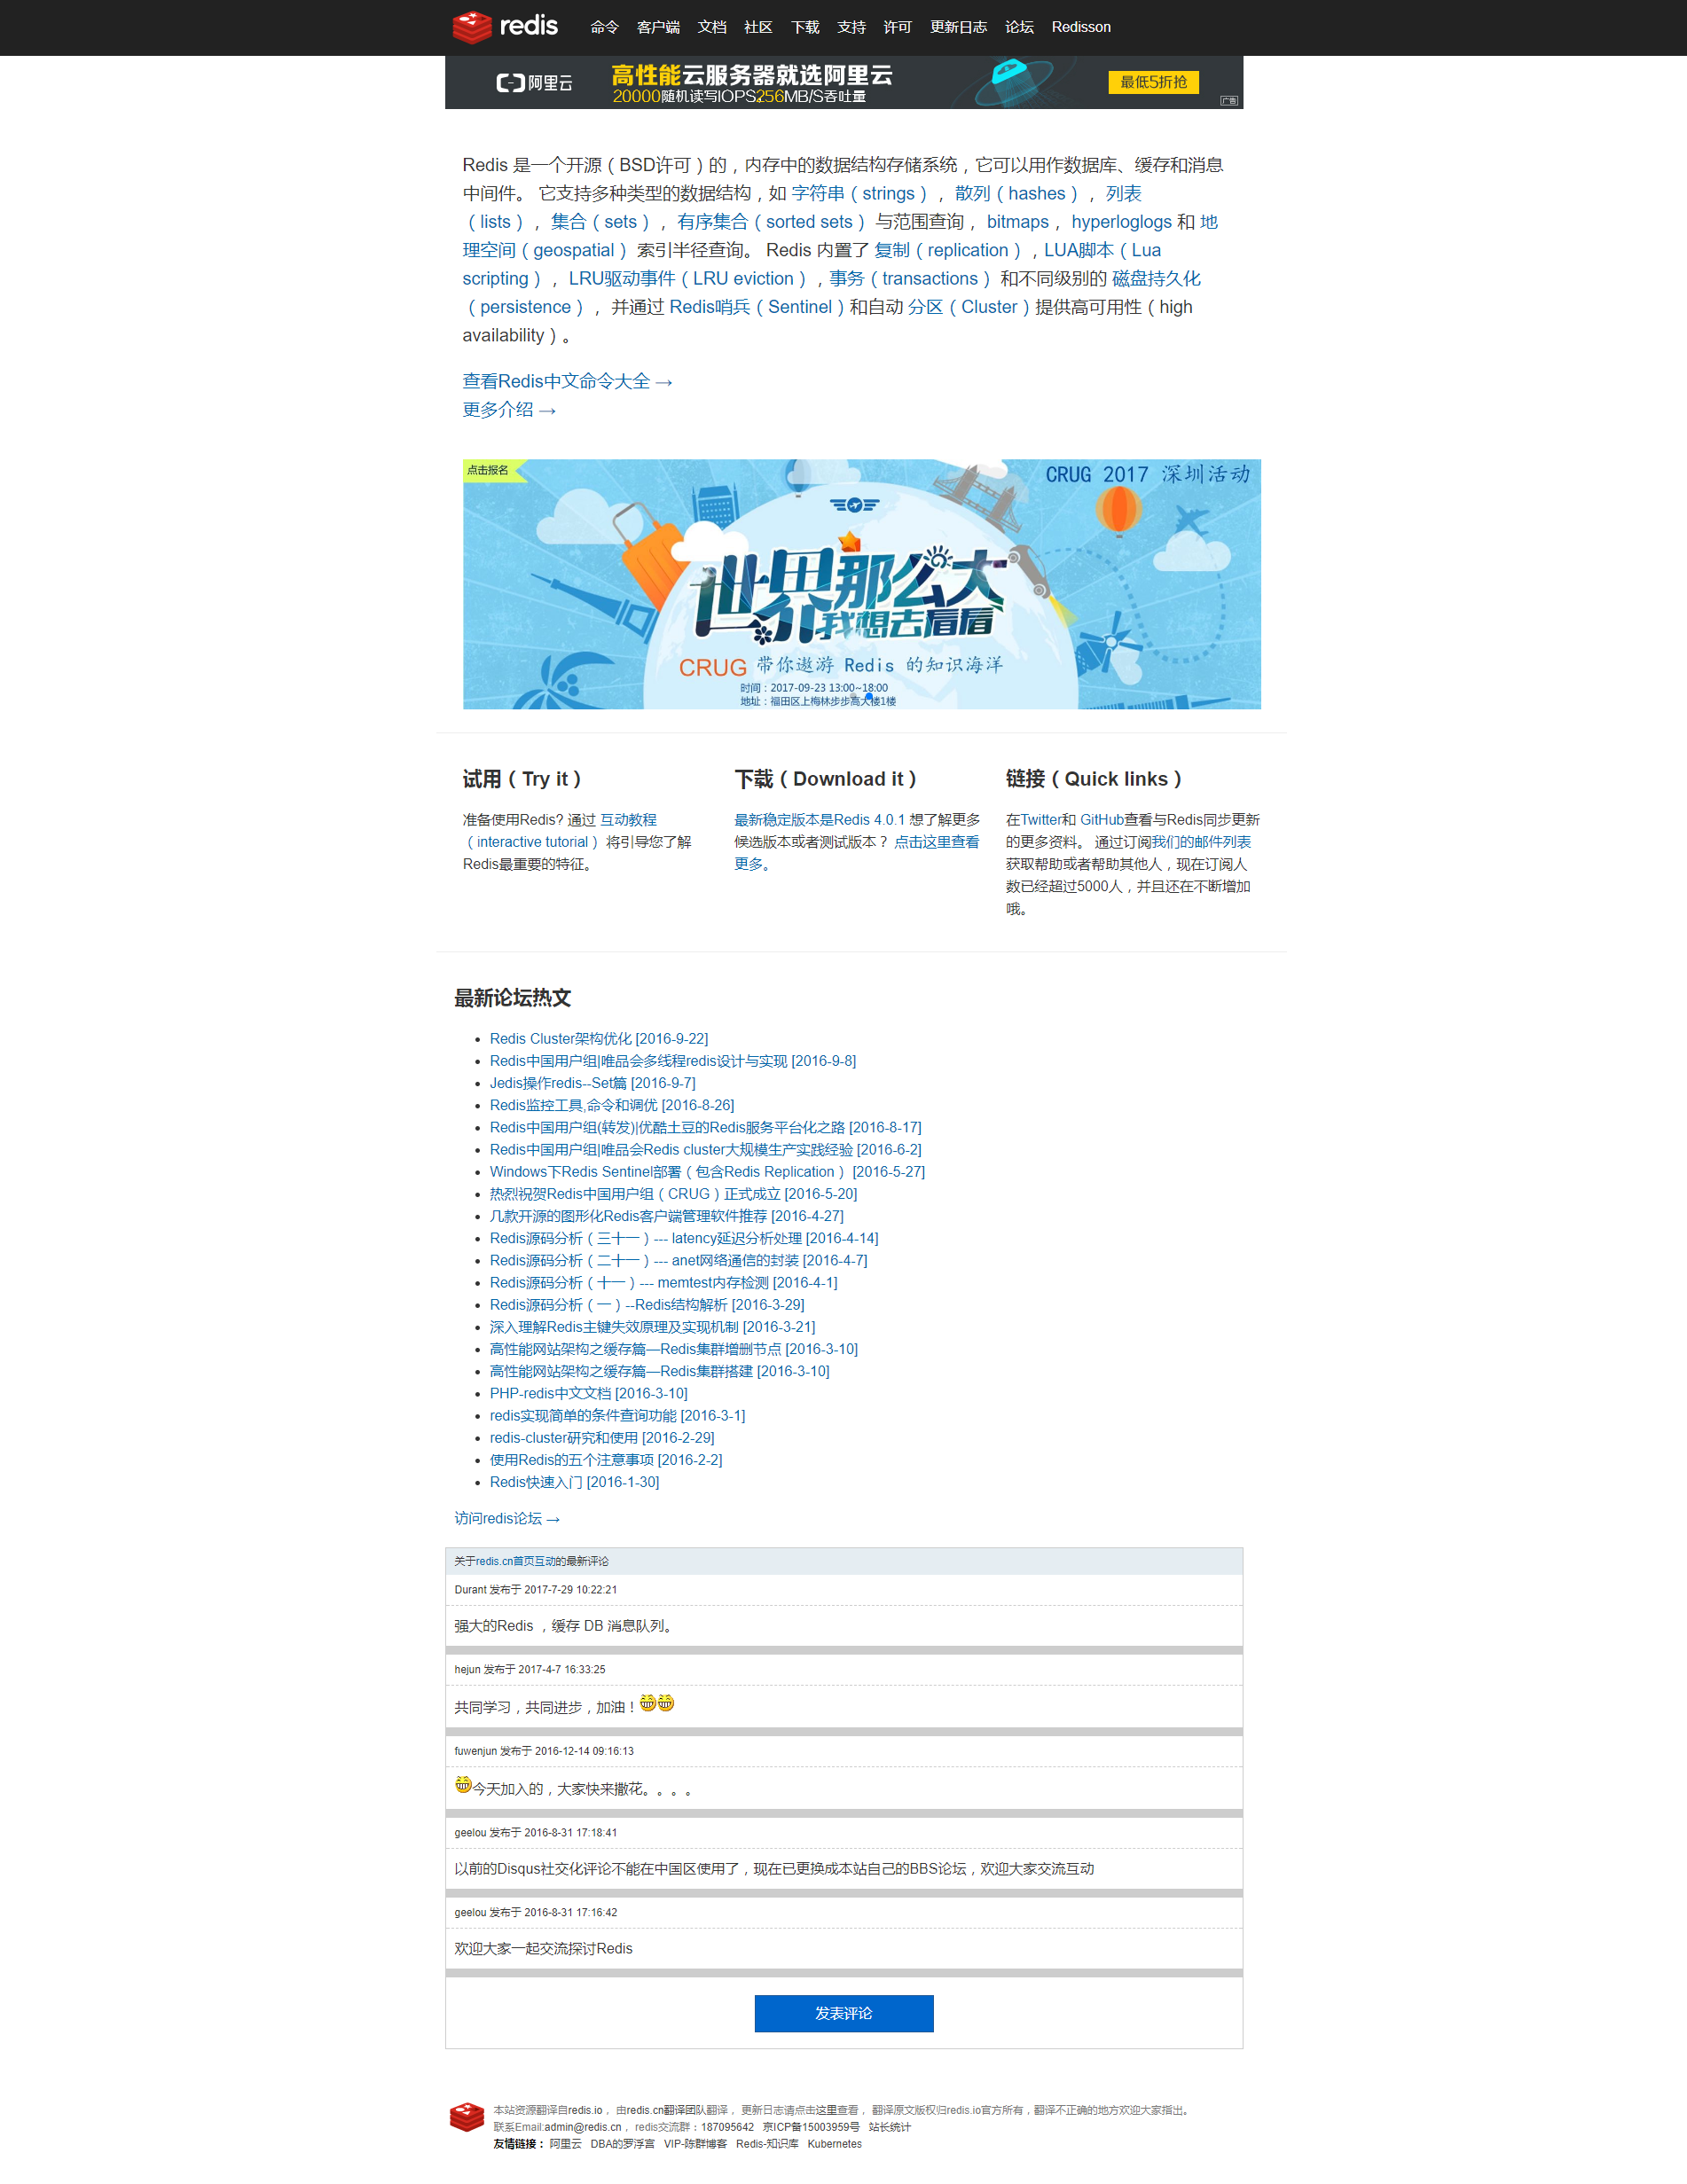 redis 命令 客户端 文档 社区 下载 支持 许可 更新日志 论坛 Redisson
阿里云 高性能云服务器就选阿里云 最低5折抢
20000随机读写IOPS,256MB/S吞吐量
广告
Redis 是一个开源（BSD许可）的，内存中的数据结构存储系统，它可以用作数据库、缓存和消息
中间件。 它支持多种类型的数据结构，如 字符串（strings）， 散列（hashes）， 列表
（lists）， 集合（sets）， 有序集合（sorted sets） 与范围查询， bitmaps， hyperloglogs 和 地
理空间（geospatial） 索引半径查询。 Redis 内置了 复制（replication），LUA脚本（Lua
scripting）， LRU驱动事件（LRU eviction），事务（transactions） 和不同级别的 磁盘持久化
（persistence）， 并通过 Redis哨兵（Sentinel）和自动 分区（Cluster）提供高可用性（high
availability）。
查看Redis中文命令大全 →
更多介绍 →
点击报名
CRUG 2017 深圳活动
世界那么大
我想去看看
CRUG 带你遨游 Redis 的知识海洋
时间：2017-09-23 13:00~18:00
地址：福田区上梅林步步高大楼1楼
试用（Try it）
准备使用Redis? 通过 互动教程
（interactive tutorial） 将引导您了解
Redis最重要的特征。
下载（Download it）
最新稳定版本是Redis 4.0.1 想了解更多
候选版本或者测试版本？ 点击这里查看
更多。
链接（Quick links）
在Twitter和 GitHub查看与Redis同步更新
的更多资料。 通过订阅我们的邮件列表
获取帮助或者帮助其他人，现在订阅人
数已经超过5000人，并且还在不断增加
哦。
最新论坛热文
Redis Cluster架构优化 [2016-9-22]
Redis中国用户组|唯品会多线程redis设计与实现 [2016-9-8]
Jedis操作redis--Set篇 [2016-9-7]
Redis监控工具,命令和调优 [2016-8-26]
Redis中国用户组(转发)|优酷土豆的Redis服务平台化之路 [2016-8-17]
Redis中国用户组|唯品会Redis cluster大规模生产实践经验 [2016-6-2]
Windows下Redis Sentinel部署（包含Redis Replication） [2016-5-27]
热烈祝贺Redis中国用户组（CRUG）正式成立 [2016-5-20]
几款开源的图形化Redis客户端管理软件推荐 [2016-4-27]
Redis源码分析（三十一）--- latency延迟分析处理 [2016-4-14]
Redis源码分析（二十一）--- anet网络通信的封装 [2016-4-7]
Redis源码分析（十一）--- memtest内存检测 [2016-4-1]
Redis源码分析（一）--Redis结构解析 [2016-3-29]
深入理解Redis主键失效原理及实现机制 [2016-3-21]
高性能网站架构之缓存篇—Redis集群增删节点 [2016-3-10]
高性能网站架构之缓存篇—Redis集群搭建 [2016-3-10]
PHP-redis中文文档 [2016-3-10]
redis实现简单的条件查询功能 [2016-3-1]
redis-cluster研究和使用 [2016-2-29]
使用Redis的五个注意事项 [2016-2-2]
Redis快速入门 [2016-1-30]
访问redis论坛 →
关于redis.cn首页互动的最新评论
Durant 发布于 2017-7-29 10:22:21
强大的Redis ，缓存 DB 消息队列。
hejun 发布于 2017-4-7 16:33:25
共同学习，共同进步，加油！
fuwenjun 发布于 2016-12-14 09:16:13
今天加入的，大家快来撒花。。。。
geelou 发布于 2016-8-31 17:18:41
以前的Disqus社交化评论不能在中国区使用了，现在已更换成本站自己的BBS论坛，欢迎大家交流互动
geelou 发布于 2016-8-31 17:16:42
欢迎大家一起交流探讨Redis
发表评论
本站资源翻译自redis.io， 由redis.cn翻译团队翻译， 更新日志请点击这里查看， 翻译原文版权归redis.io官方所有，翻译不正确的地方欢迎大家指出。
联系Email:admin@redis.cn， redis交流群：187095642 京ICP备15003959号 站长统计
友情链接： 阿里云 DBA的罗浮宫 VIP-陈群博客 Redis-知识库 Kubernetes